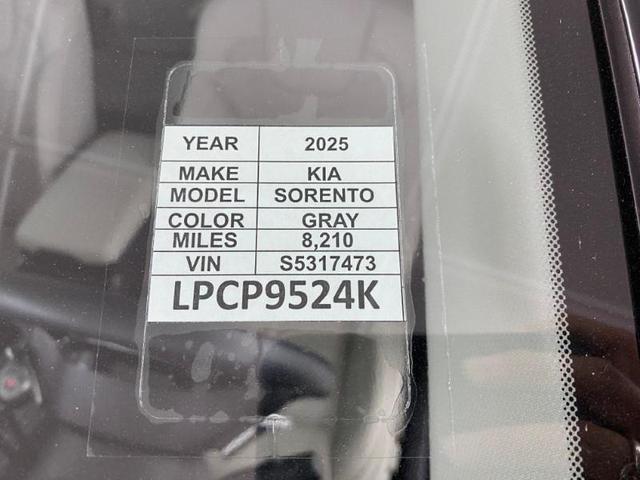 YEAR 2025
MAKE KIA
MODEL SORENTO
COLOR GRAY
MILES 8,210
VIN S5317473
LPCP9524K